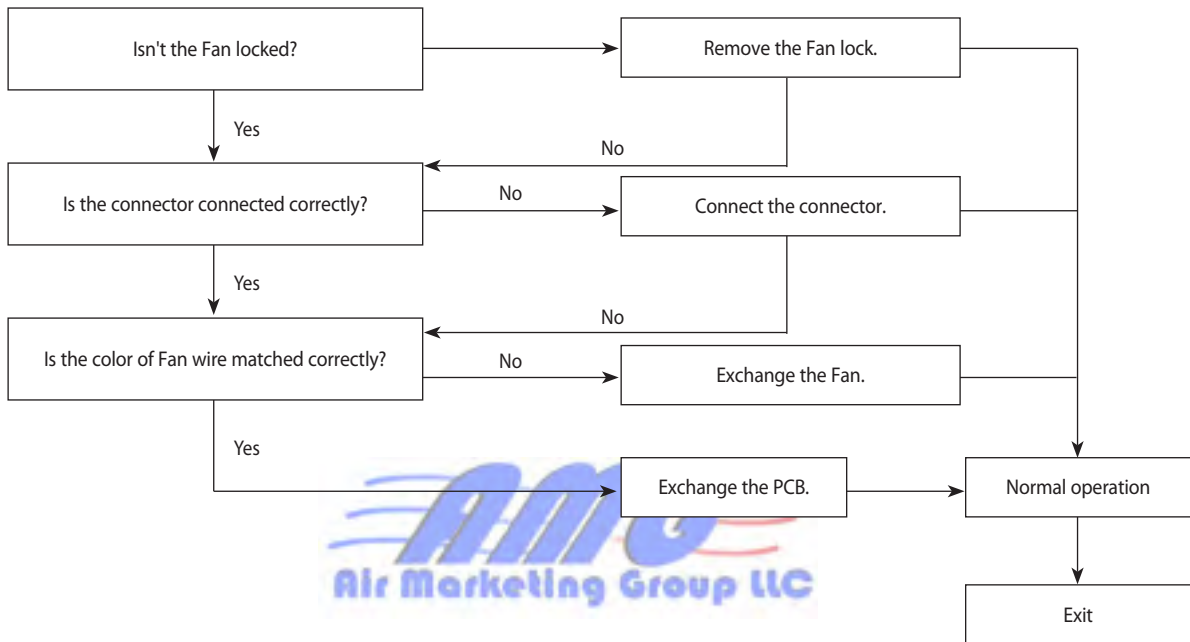 Isn't the Fan locked?
Remove the Fan lock.
Yes
No
Is the connector connected correctly?
No
Connect the connector.
Yes
No
Is the color of Fan wire matched correctly?
No
Exchange the Fan.
Yes
Exchange the PCB.
Normal operation
AMG
Air Marketing Group LLC
Exit